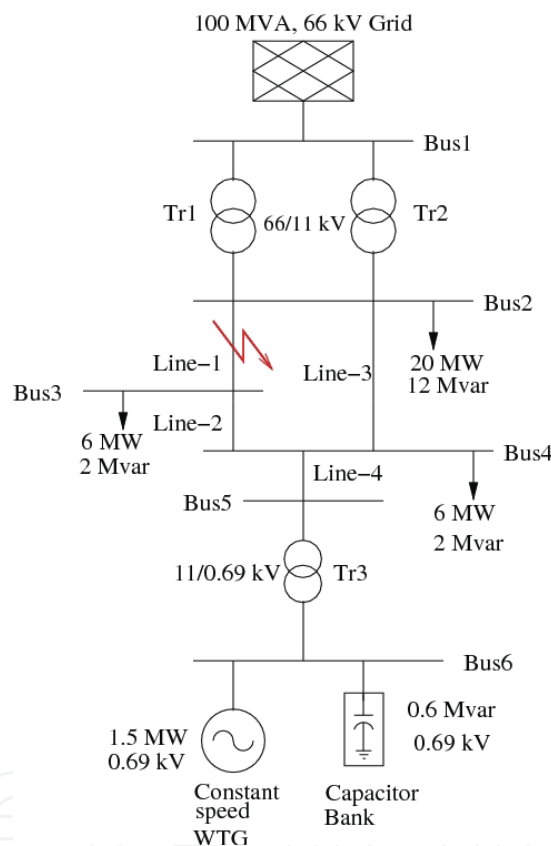 100 MVA, 66 kV Grid
Bus1
Tr1
66/11 kV
Tr2
Bus2
Line-1
Line-3
20 MW
12 Mvar
Bus3
Line-2
6 MW
2 Mvar
Bus4
Line-4
Bus5
6 MW
2 Mvar
11/0.69 kV
Tr3
Bus6
1.5 MW
0.69 kV
0.6 Mvar
0.69 kV
Constant
speed
WTG
Capacitor
Bank